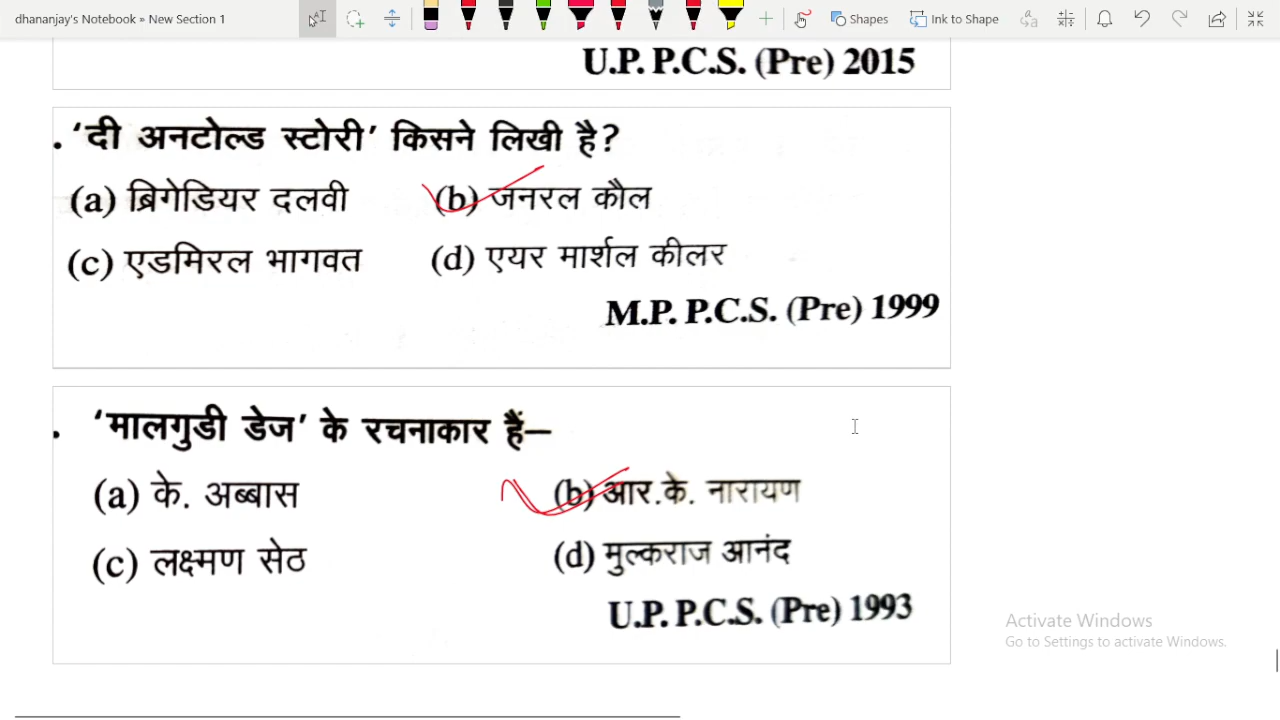 dhananjay's Notebook » New Section 1
Shapes
Ink to Shape
U.P. P.C.S. (Pre) 2015
. 'दी अनटोल्ड स्टोरी' किसने लिखी है?
(a) ब्रिगेडियर दलवी (b) जनरल कौल
(c) एडमिरल भागवत (d) एयर मार्शल कीलर
M.P. P.C.S. (Pre) 1999
. 'मालगुडी डेज' के रचनाकार हैं—
(a) के. अब्बास (b) आर.के. नारायण
(c) लक्ष्मण सेठ (d) मुल्कराज आनंद
U.P. P.C.S. (Pre) 1993
Activate Windows
Go to Settings to activate Windows.